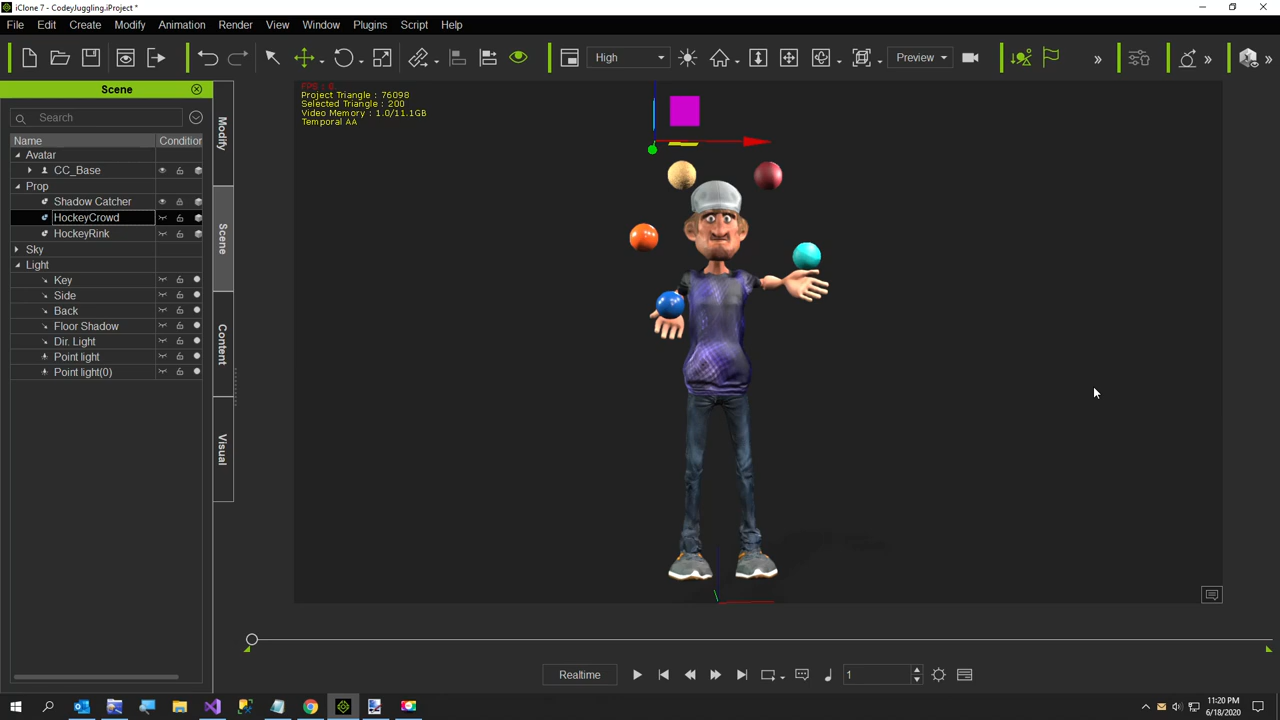 iClone 7 - CodeyJuggling.iProject *
File Edit Create Modify Animation Render View Window Plugins Script Help
High Preview
Scene
Search
Name Condition
Avatar
CC_Base
Prop
Shadow Catcher
HockeyCrowd
HockeyRink
Sky
Light
Key
Side
Back
Floor Shadow
Dir. Light
Point light
Point light(0)
Modify
Scene
Content
Visual
FPS : 0
Project Triangle : 76098
Selected Triangle : 200
Video Memory : 1.0/11.1GB
Temporal AA
Realtime 1
11:20 PM
6/18/2020